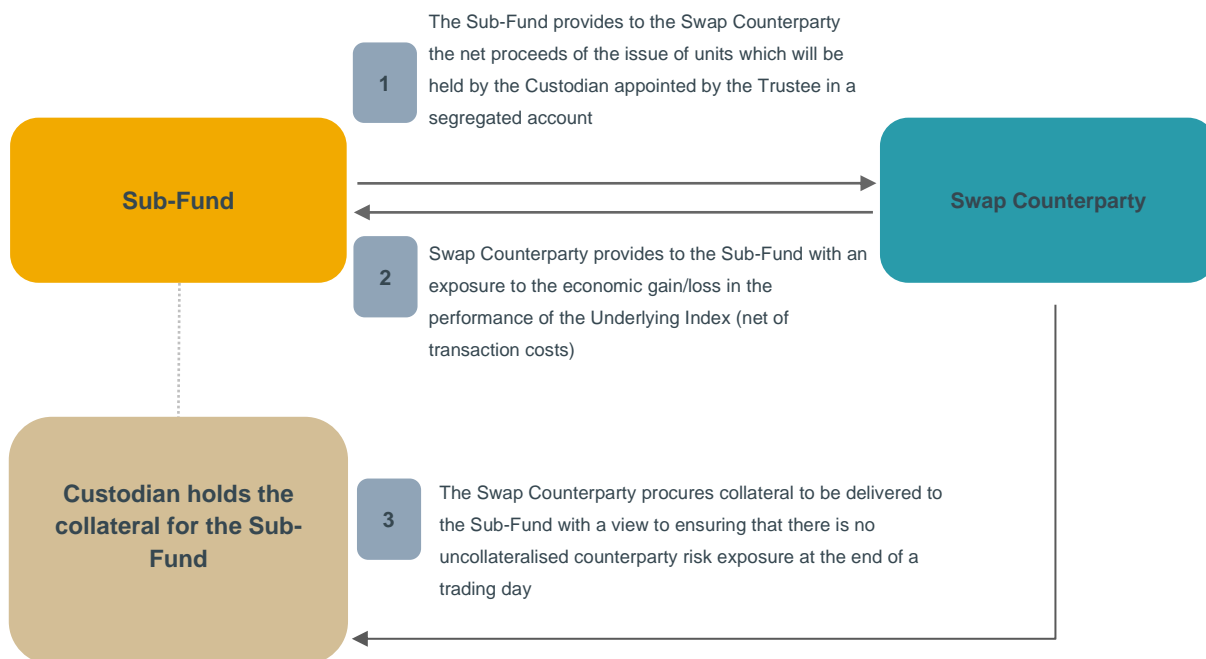 The Sub-Fund provides to the Swap Counterparty
the net proceeds of the issue of units which will be
held by the Custodian appointed by the Trustee in a
segregated account
1
Sub-Fund
Swap Counterparty
2
Swap Counterparty provides to the Sub-Fund with an
exposure to the economic gain/loss in the
performance of the Underlying Index (net of
transaction costs)
Custodian holds the
collateral for the Sub-
Fund
3
The Swap Counterparty procures collateral to be delivered to
the Sub-Fund with a view to ensuring that there is no
uncollateralised counterparty risk exposure at the end of a
trading day